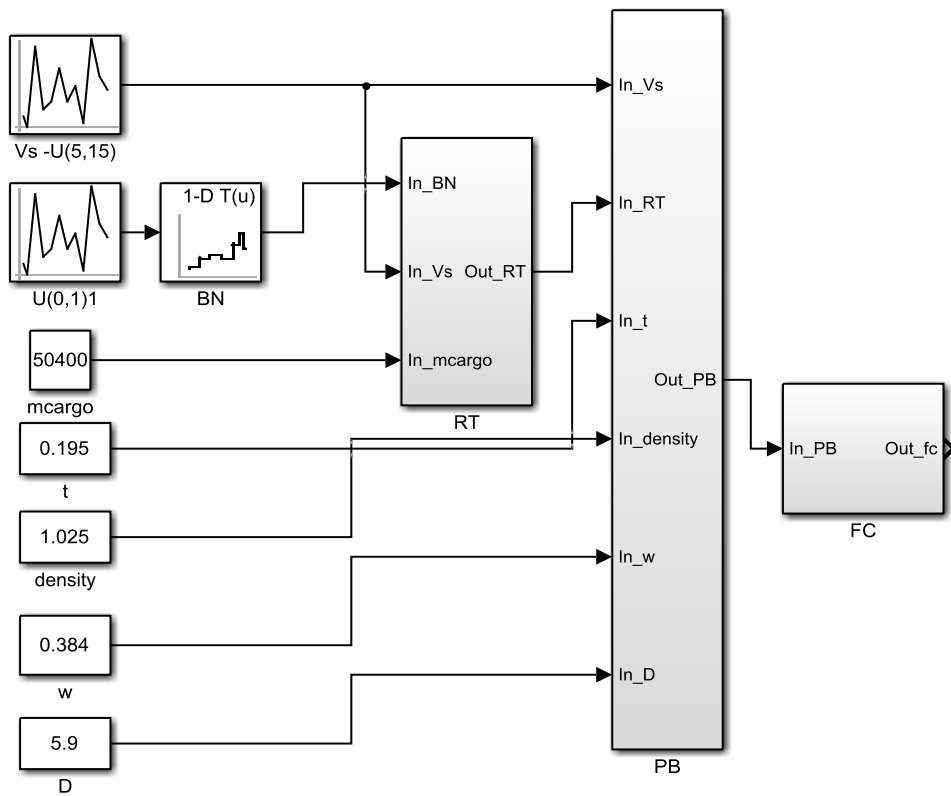 Vs -U(5,15)
U(0,1)1
1-D T(u)
BN
50400
mcargo
0.195
t
1.025
density
0.384
w
5.9
D
In_BN
In_Vs
Out_RT
In_mcargo
RT
In_Vs
In_RT
In_t
Out_PB
In_density
In_w
In_D
PB
In_PB
Out_fc
FC